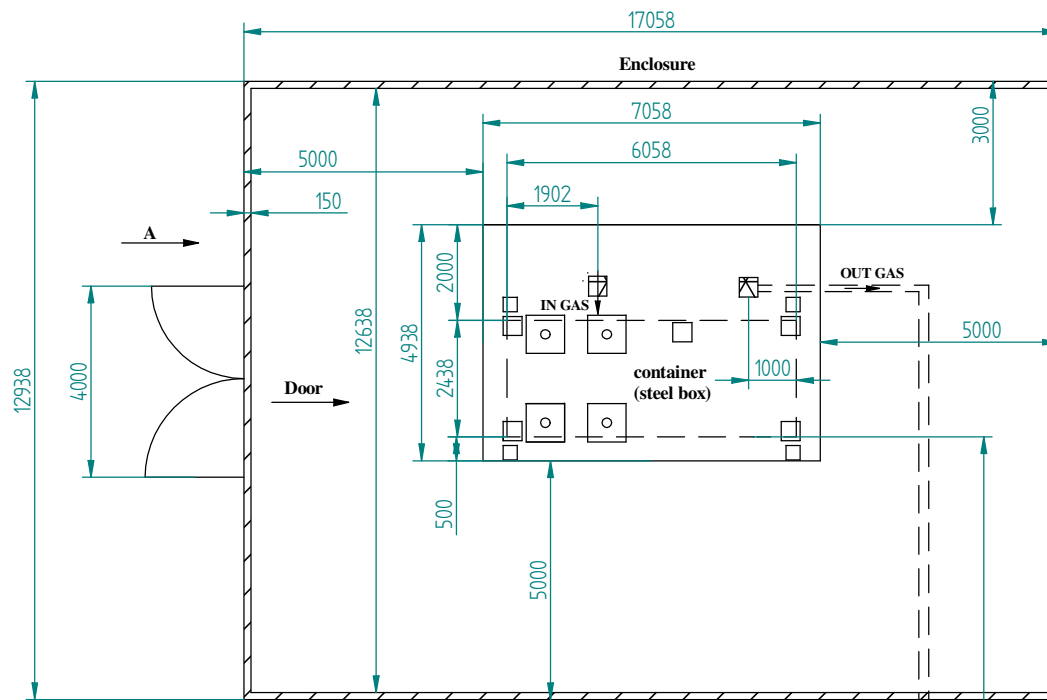 17058
Enclosure
7058
3000
6058
5000
1902
150
A
2000
OUT GAS
IN GAS
12938
4000
12638
4938
2438
5000
container
(steel box)
1000
Door
500
5000